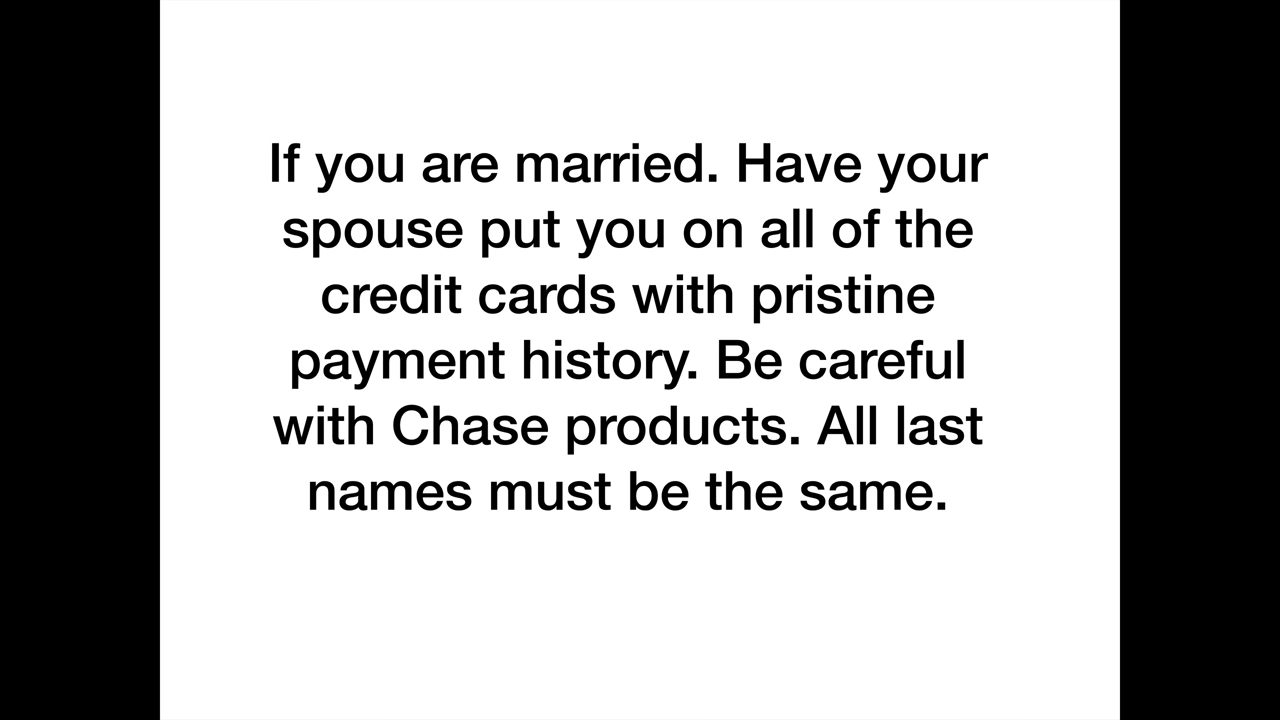 If you are married. Have your
spouse put you on all of the
credit cards with pristine
payment history. Be careful
with Chase products. All last
names must be the same.